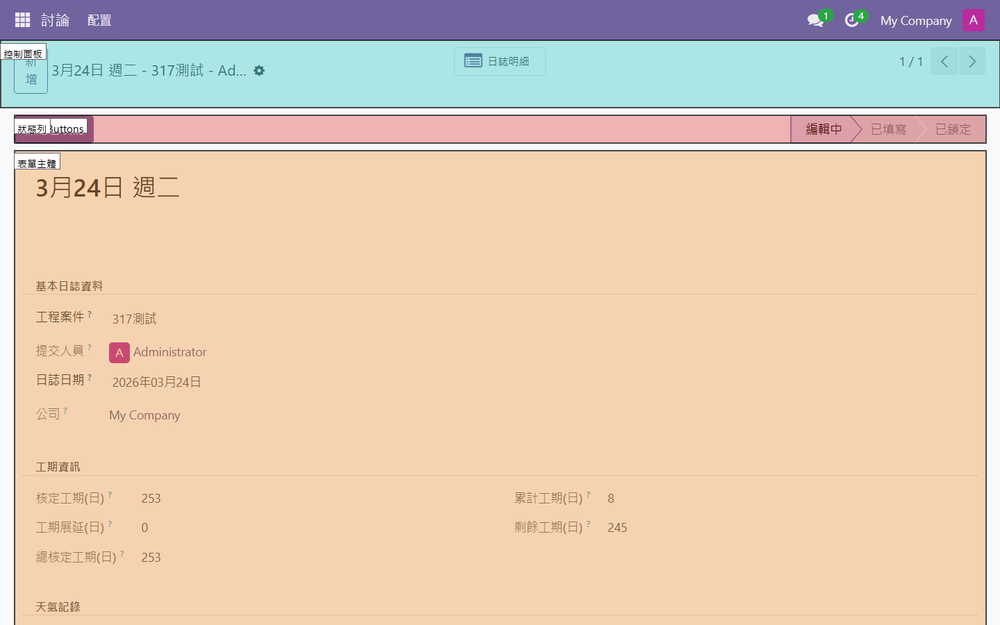 討論 配置 1 4 My Company A
控制面板
新增 3月24日 週二 - 317測試 - Ad... 日誌明細 1 / 1
狀態列 Buttons 編輯中 已填寫 已鎖定
表單主體
3月24日 週二
基本日誌資料
工程案件 ? 317測試
提交人員 ? A Administrator
日誌日期 ? 2026年03月24日
公司 ? My Company
工期資訊
核定工期(日) ? 253 累計工期(日) ? 8
工期展延(日) ? 0 剩餘工期(日) ? 245
總核定工期(日) ? 253
天氣記錄